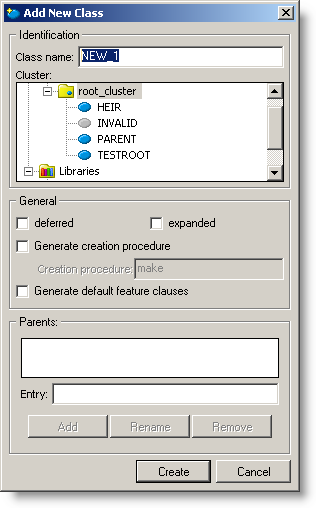 Add New Class
Identification
Class name: NEW_1
Cluster:
root_cluster
HEIR
INVALID
PARENT
TESTROOT
Libraries
General
deferred expanded
Generate creation procedure
Creation procedure: make
Generate default feature clauses
Parents:
Entry:
Add Rename Remove
Create Cancel